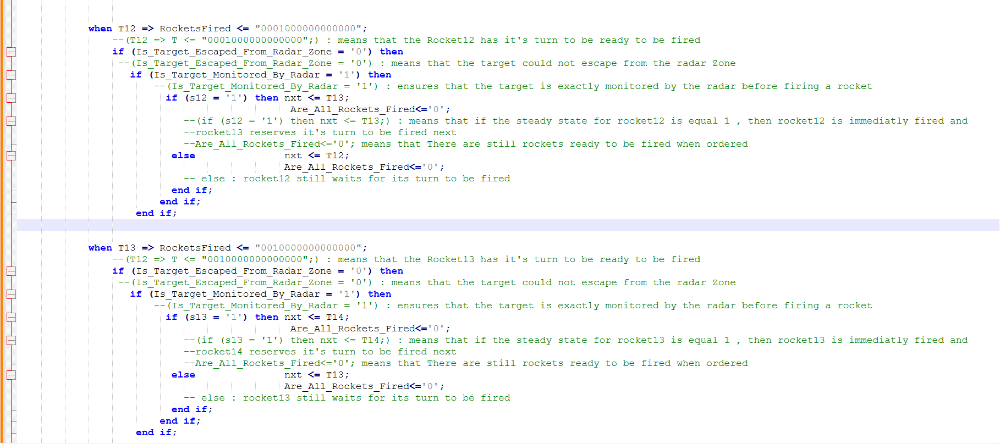 when T12 => RocketsFired <= "0001000000000000";
--(T12 => T <= "0001000000000000";) : means that the Rocket12 has it's turn to be ready to be fired
if (Is_Target_Escaped_From_Radar_Zone = '0') then
--(Is_Target_Escaped_From_Radar_Zone = '0') : means that the target could not escape from the radar Zone
if (Is_Target_Monitored_By_Radar = '1') then
--(Is_Target_Monitored_By_Radar = '1') : ensures that the target is exactly monitored by the radar before firing a rocket
if (s12 = '1') then nxt <= T13;
Are_All_Rockets_Fired<='0';
--(if (s12 = '1') then nxt <= T13;) : means that if the steady state for rocket12 is equal 1 , then rocket12 is immediatly fired and
--rocket13 reserves it's turn to be fired next
--Are_All_Rockets_Fired<='0'; means that There are still rockets ready to be fired when ordered
else nxt <= T12;
Are_All_Rockets_Fired<='0';
-- else : rocket12 still waits for its turn to be fired
end if;
end if;
end if;
when T13 => RocketsFired <= "0010000000000000";
--(T12 => T <= "0010000000000000";) : means that the Rocket13 has it's turn to be ready to be fired
if (Is_Target_Escaped_From_Radar_Zone = '0') then
--(Is_Target_Escaped_From_Radar_Zone = '0') : means that the target could not escape from the radar Zone
if (Is_Target_Monitored_By_Radar = '1') then
--(Is_Target_Monitored_By_Radar = '1') : ensures that the target is exactly monitored by the radar before firing a rocket
if (s13 = '1') then nxt <= T14;
Are_All_Rockets_Fired<='0';
--(if (s13 = '1') then nxt <= T14;) : means that if the steady state for rocket13 is equal 1 , then rocket13 is immediatly fired and
--rocket14 reserves it's turn to be fired next
--Are_All_Rockets_Fired<='0'; means that There are still rockets ready to be fired when ordered
else nxt <= T13;
Are_All_Rockets_Fired<='0';
-- else : rocket13 still waits for its turn to be fired
end if;
end if;
end if;